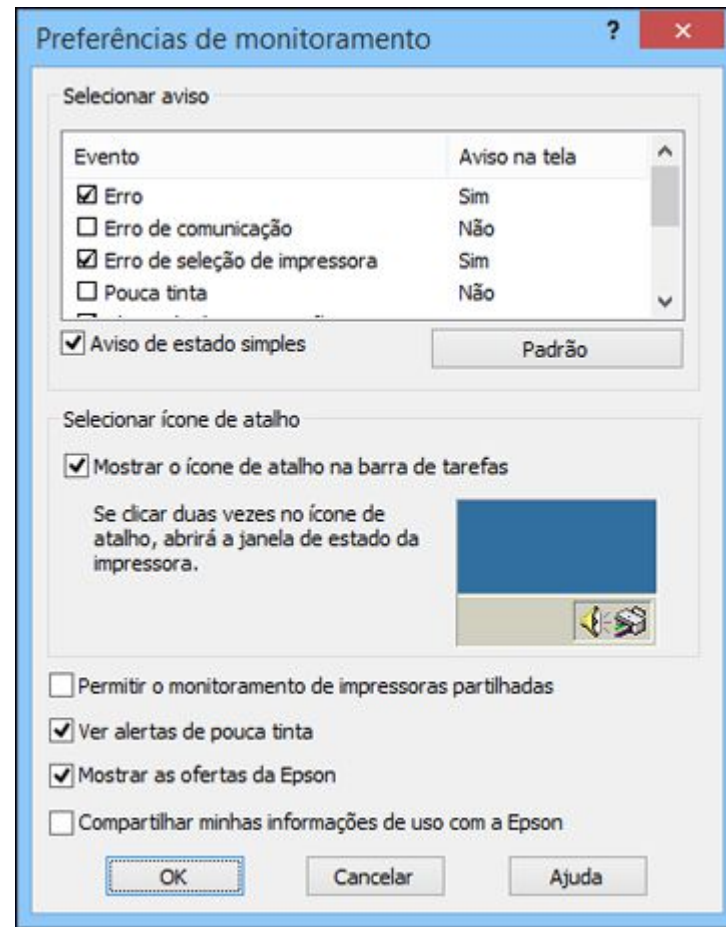 Preferências de monitoramento ? ×
Selecionar aviso
Evento Aviso na tela
Erro Sim
Erro de comunicação Não
Erro de seleção de impressora Sim
Pouca tinta Não
Aviso de estado simples Padrão
Selecionar ícone de atalho
Mostrar o ícone de atalho na barra de tarefas
Se clicar duas vezes no ícone de
atalho, abrirá a janela de estado da
impressora.
Permitir o monitoramento de impressoras partilhadas
Ver alertas de pouca tinta
Mostrar as ofertas da Epson
Compartilhar minhas informações de uso com a Epson
OK Cancelar Ajuda